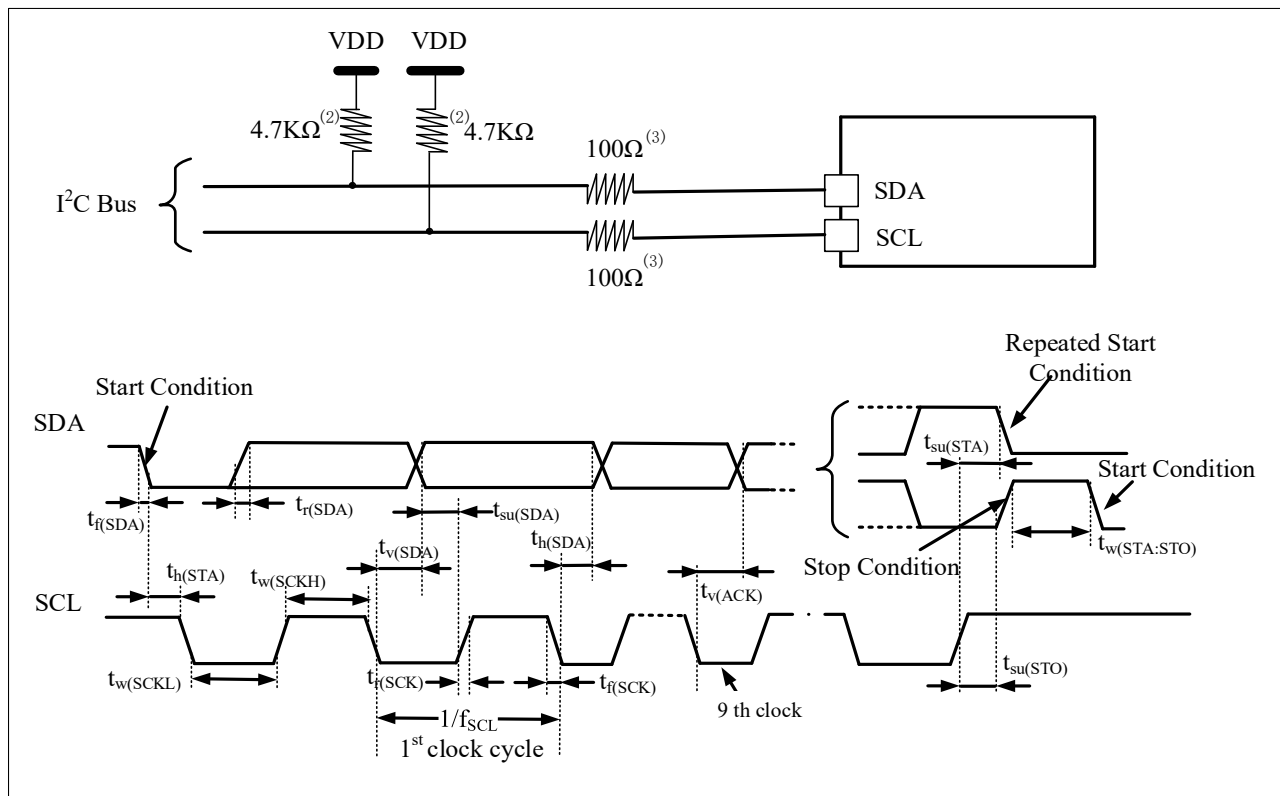 VDD VDD
4.7KΩ(2) (2)4.7KΩ
100Ω(3)
I2C Bus
SDA
SCL
100Ω(3)
Repeated Start
Condition
Start Condition
SDA
tsu(STA)
Start Condition
tf(SDA)
tr(SDA)
tsu(SDA)
tv(SDA)
th(SDA)
tw(STA:STO)
Stop Condition
th(STA)
tw(SCKH)
tv(ACK)
SCL
tw(SCKL)
tf(SCK)
tf(SCK)
tsu(STO)
9 th clock
1/fSCL
1st clock cycle